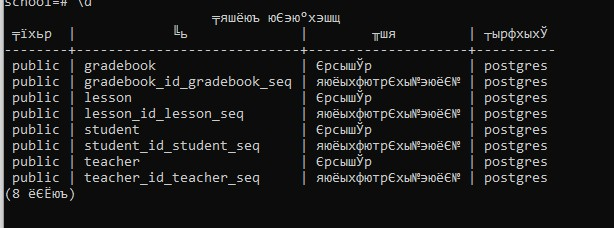 school=# \d
╤яшёюъ юЄэю°хэшщ
╤їхьр | ╚ь | ╥шя | ┬ырфхыхЎ
public | gradebook | ЄрсышЎр | postgres
public | gradebook_id_gradebook_seq | яюёыхфютрЄхы№эюёЄ№ | postgres
public | lesson | ЄрсышЎр | postgres
public | lesson_id_lesson_seq | яюёыхфютрЄхы№эюёЄ№ | postgres
public | student | ЄрсышЎр | postgres
public | student_id_student_seq | яюёыхфютрЄхы№эюёЄ№ | postgres
public | teacher | ЄрсышЎр | postgres
public | teacher_id_teacher_seq | яюёыхфютрЄхы№эюёЄ№ | postgres
(8 ёЄЁюъ)